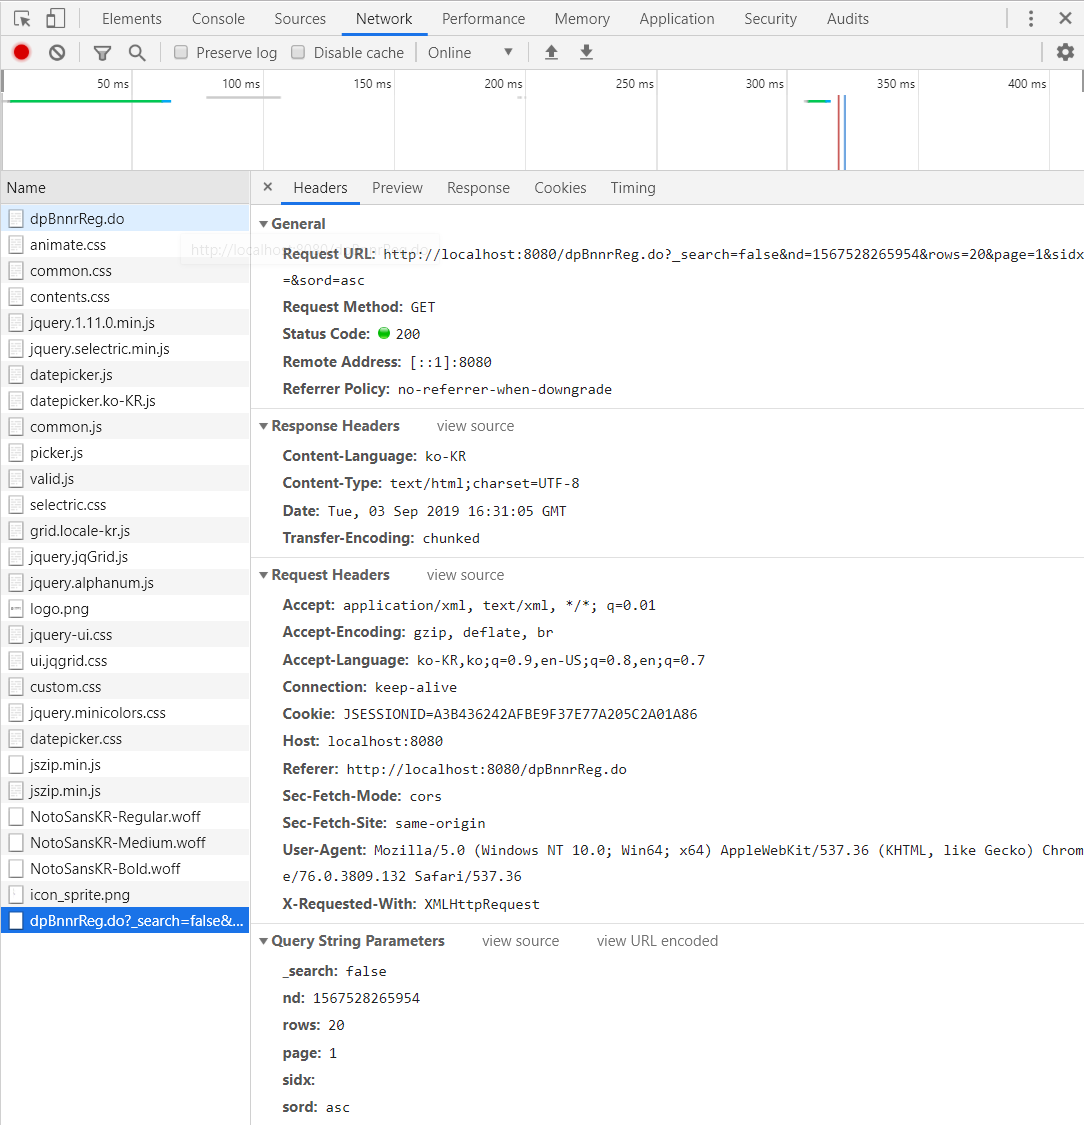 Elements Console Sources Network Performance Memory Application Security Audits
Preserve log Disable cache Online
50 ms 100 ms 150 ms 200 ms 250 ms 300 ms 350 ms 400 ms
Name
dpBnnrReg.do
animate.css
common.css
contents.css
jquery.1.11.0.min.js
jquery.selectric.min.js
datepicker.js
datepicker.ko-KR.js
common.js
picker.js
valid.js
selectric.css
grid.locale-kr.js
jquery.jqGrid.js
jquery.alphanum.js
logo.png
jquery-ui.css
ui.jqgrid.css
custom.css
jquery.minicolors.css
datepicker.css
jszip.min.js
jszip.min.js
NotoSansKR-Regular.woff
NotoSansKR-Medium.woff
NotoSansKR-Bold.woff
icon_sprite.png
dpBnnrReg.do?_search=false&...
http://localhost:8080/dpBnnrReg.do
Headers Preview Response Cookies Timing
General
Request URL: http://localhost:8080/dpBnnrReg.do?_search=false&nd=1567528265954&rows=20&page=1&sidx
=&sord=asc
Request Method: GET
Status Code: 200
Remote Address: [::1]:8080
Referrer Policy: no-referrer-when-downgrade
Response Headers view source
Content-Language: ko-KR
Content-Type: text/html;charset=UTF-8
Date: Tue, 03 Sep 2019 16:31:05 GMT
Transfer-Encoding: chunked
Request Headers view source
Accept: application/xml, text/xml, */*; q=0.01
Accept-Encoding: gzip, deflate, br
Accept-Language: ko-KR,ko;q=0.9,en-US;q=0.8,en;q=0.7
Connection: keep-alive
Cookie: JSESSIONID=A3B436242AFBE9F37E77A205C2A01A86
Host: localhost:8080
Referer: http://localhost:8080/dpBnnrReg.do
Sec-Fetch-Mode: cors
Sec-Fetch-Site: same-origin
User-Agent: Mozilla/5.0 (Windows NT 10.0; Win64; x64) AppleWebKit/537.36 (KHTML, like Gecko) Chrom
e/76.0.3809.132 Safari/537.36
X-Requested-With: XMLHttpRequest
Query String Parameters view source view URL encoded
_search: false
nd: 1567528265954
rows: 20
page: 1
sidx:
sord: asc